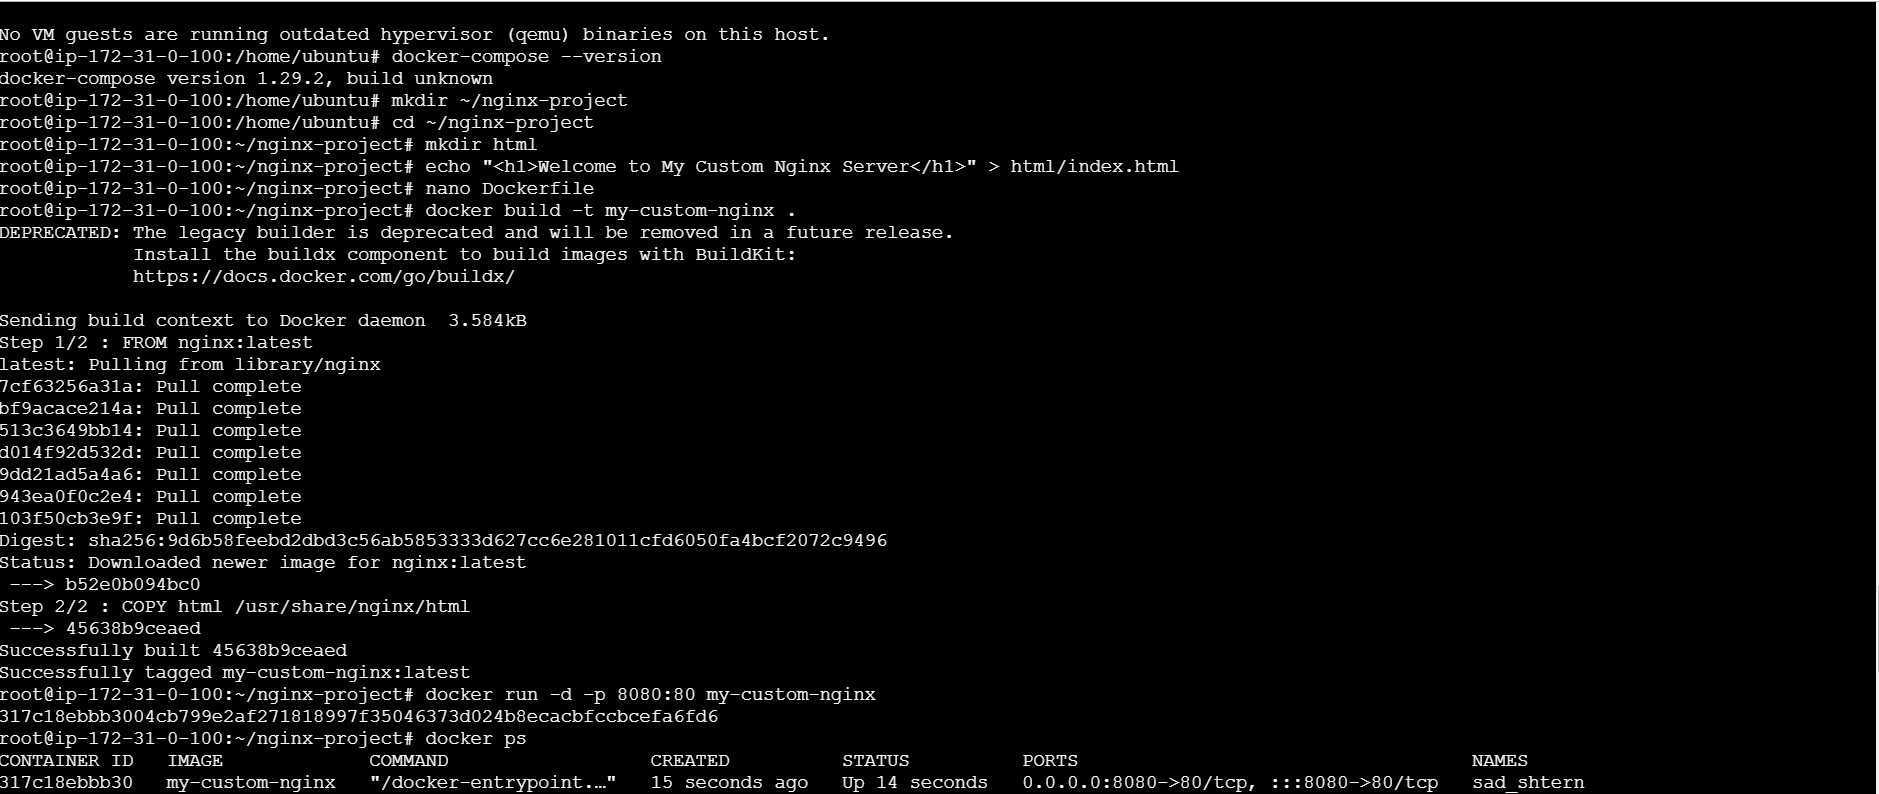 No VM guests are running outdated hypervisor (qemu) binaries on this host.
root@ip-172-31-0-100:/home/ubuntu# docker-compose --version
docker-compose version 1.29.2, build unknown
root@ip-172-31-0-100:/home/ubuntu# mkdir ~/nginx-project
root@ip-172-31-0-100:/home/ubuntu# cd ~/nginx-project
root@ip-172-31-0-100:~/nginx-project# mkdir html
root@ip-172-31-0-100:~/nginx-project# echo "<h1>Welcome to My Custom Nginx Server</h1>" > html/index.html
root@ip-172-31-0-100:~/nginx-project# nano Dockerfile
root@ip-172-31-0-100:~/nginx-project# docker build -t my-custom-nginx .
DEPRECATED: The legacy builder is deprecated and will be removed in a future release.
Install the buildx component to build images with BuildKit:
https://docs.docker.com/go/buildx/
Sending build context to Docker daemon  3.584kB
Step 1/2 : FROM nginx:latest
latest: Pulling from library/nginx
7cf63256a31a: Pull complete
bf9acace214a: Pull complete
513c3649bb14: Pull complete
d014f92d532d: Pull complete
9dd21ad5a4a6: Pull complete
943ea0f0c2e4: Pull complete
103f50cb3e9f: Pull complete
Digest: sha256:9d6b58feebd2dbd3c56ab5853333d627cc6e281011cfd6050fa4bcf2072c9496
Status: Downloaded newer image for nginx:latest
---> b52e0b094bc0
Step 2/2 : COPY html /usr/share/nginx/html
---> 45638b9ceaed
Successfully built 45638b9ceaed
Successfully tagged my-custom-nginx:latest
root@ip-172-31-0-100:~/nginx-project# docker run -d -p 8080:80 my-custom-nginx
317c18ebbb3004cb799e2af271818997f35046373d024b8ecacbfccbcefa6fd6
root@ip-172-31-0-100:~/nginx-project# docker ps
CONTAINER ID   IMAGE             COMMAND                  CREATED          STATUS          PORTS                                   NAMES
317c18ebbb30   my-custom-nginx   "/docker-entrypoint.…"   15 seconds ago   Up 14 seconds   0.0.0.0:8080->80/tcp, :::8080->80/tcp   sad_shtern